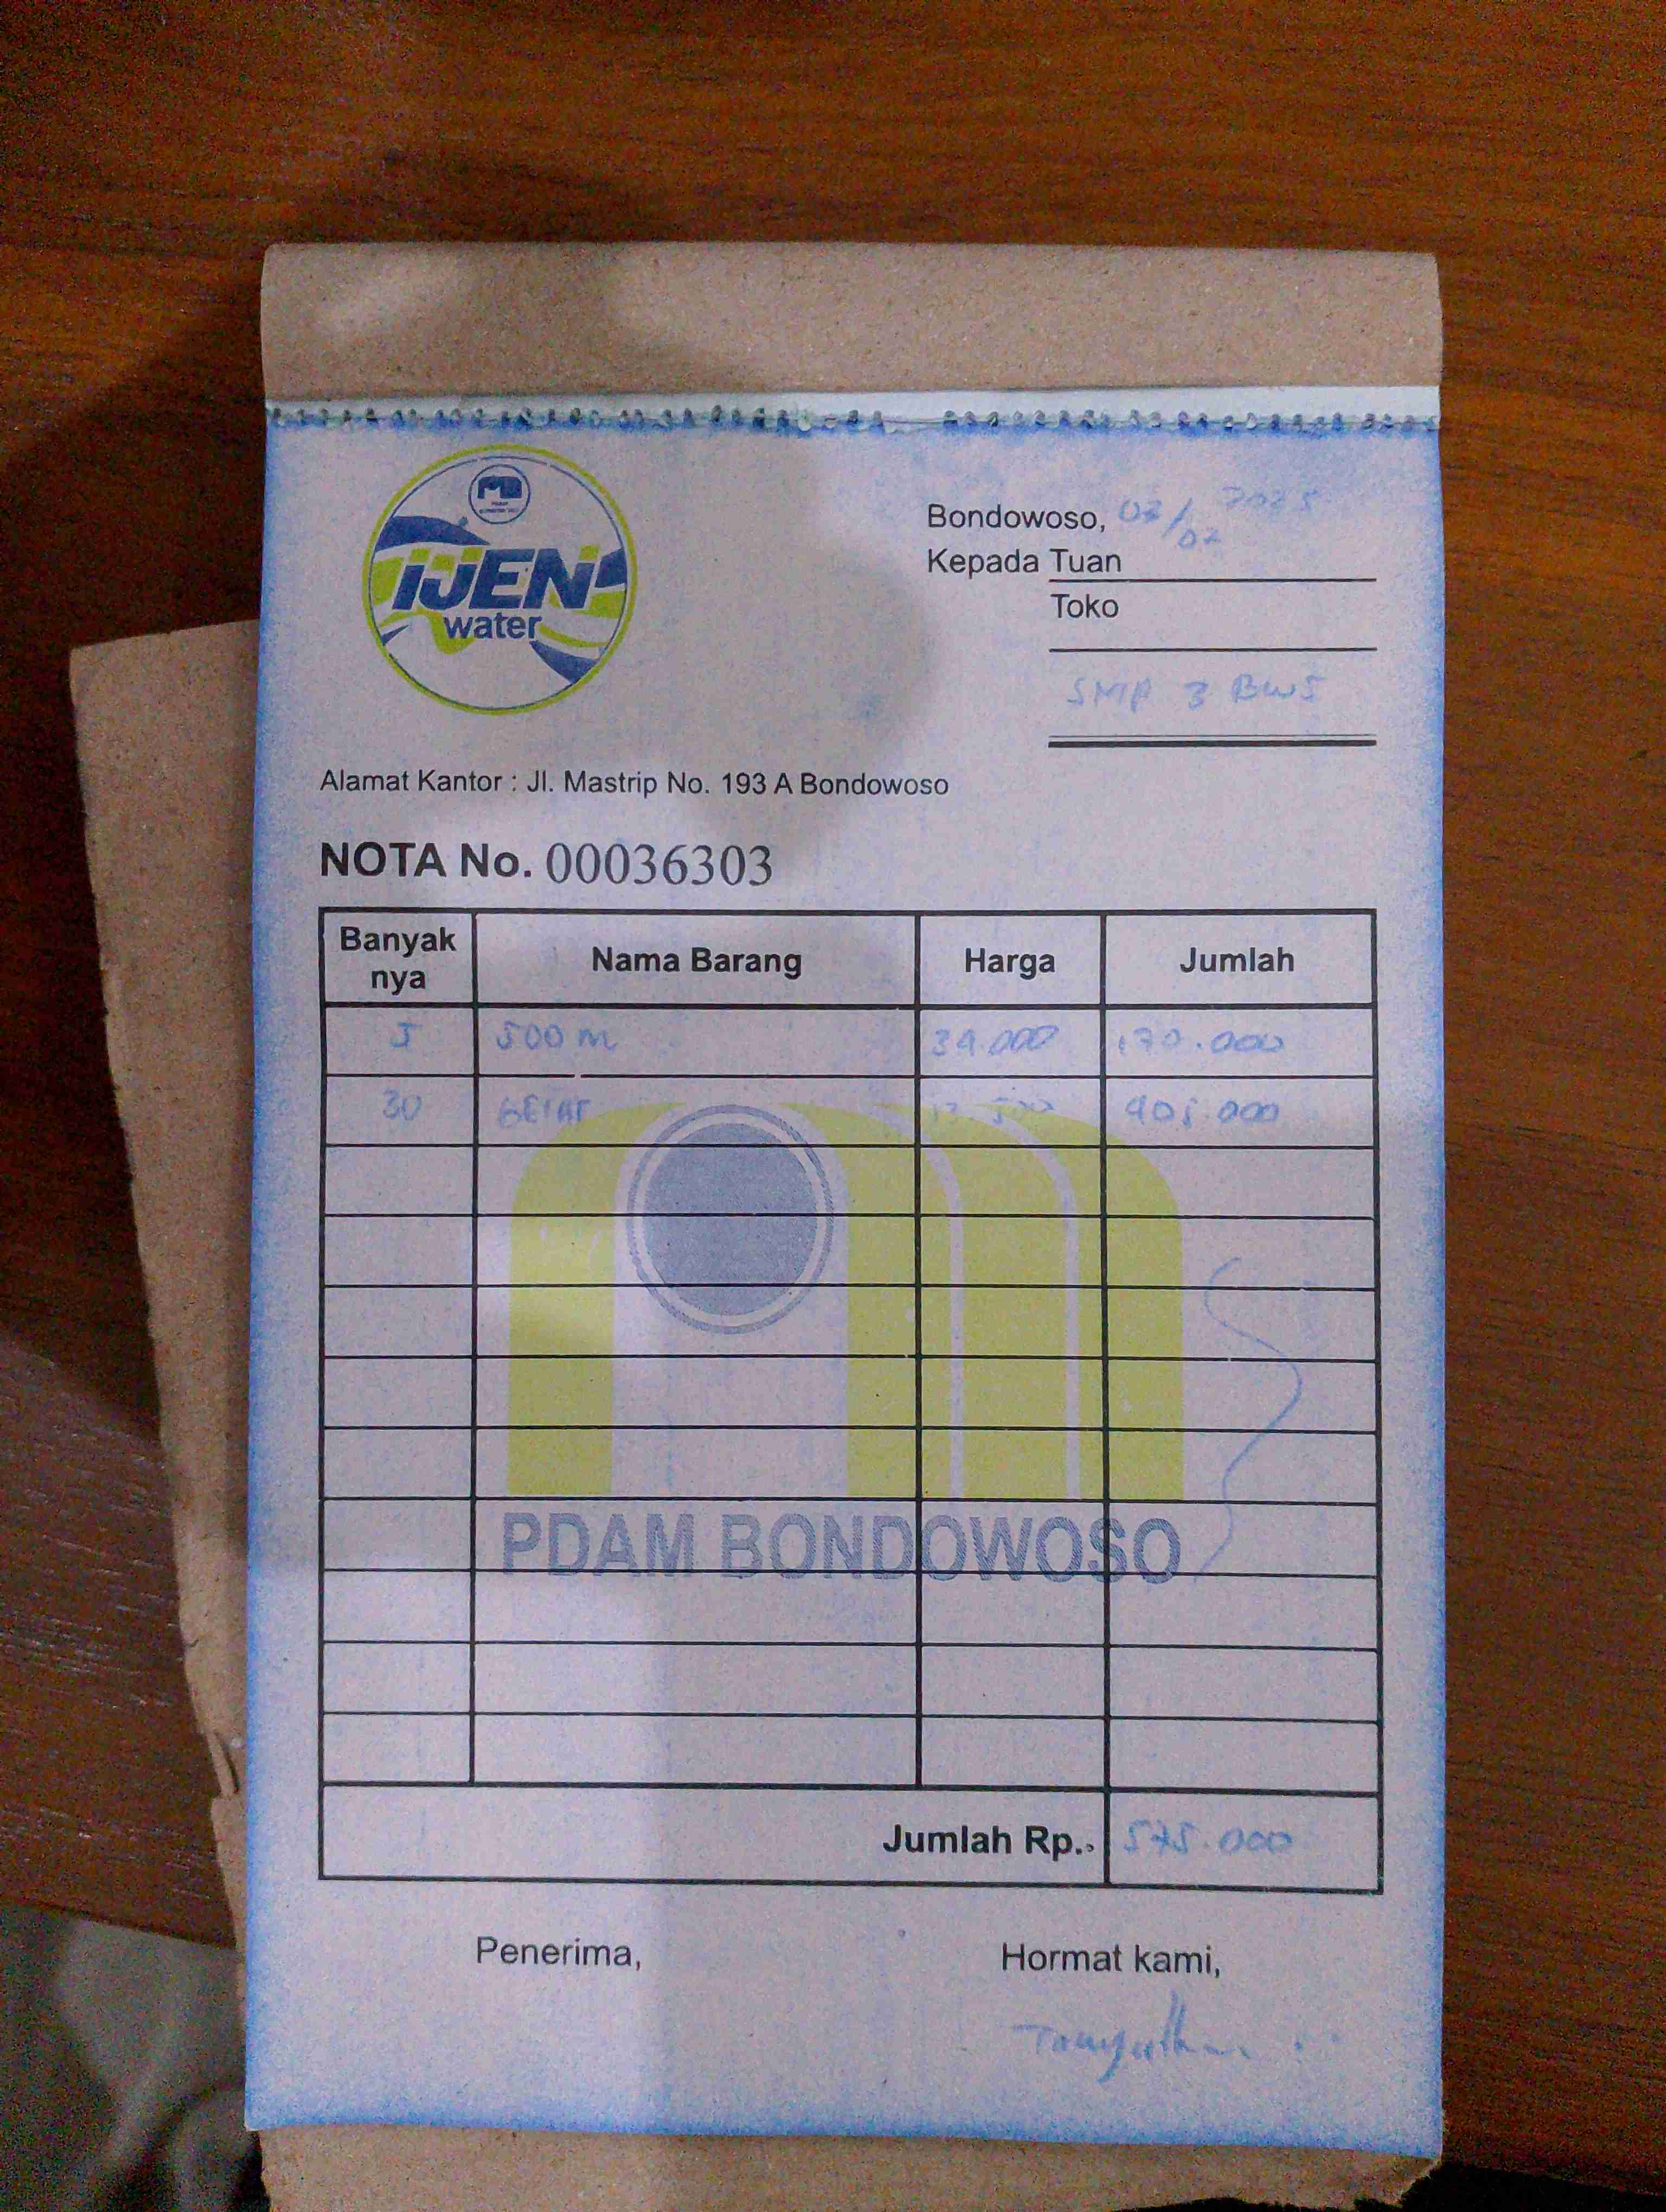 IJEN
water
Bondowoso, 07/07 2025
Kepada Tuan
Toko
SMP 3 BWS
Alamat Kantor : Jl. Mastrip No. 193 A Bondowoso
NOTA No. 00036303
Banyak nya Nama Barang Harga Jumlah
5 500 ml 34.000 170.000
30 GELAS 13.500 405.000
PDAM BONDOWOSO
Jumlah Rp.. 575.000
Penerima, Hormat kami,